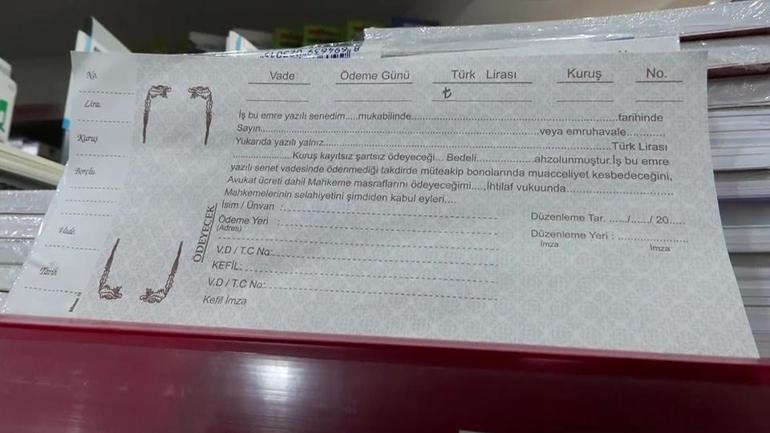 No.
Lira.
Kuruş
Borçlu
Vade
Tarih
Vade Ödeme Günü Türk Lirası Kuruş No.
₺
İş bu emre yazılı senedim.....mukabilinde..............................................................tarihinde
Sayın..................................................................................veya emruhavale............
Yukarıda yazılı yalnız.........................................................................Türk Lirası
.................Kuruş kayıtsız şartsız ödeyeceği... Bedeli..................ahzolunmuştur.İş bu emre
yazılı senet vadesinde ödenmediği takdirde müteakip bonolarında muacceliyet kesbedeceğini,
Avukat ücreti dahil Mahkeme masraflarını ödeyeceğimi.....İhtilaf vukuunda..........................
Mahkemelerinin selahiyetini şimdiden kabul eyleri....
ÖDEYECEK
İsim / Ünvan :
Ödeme Yeri :
(Adres)
V.D / T.C No:
KEFİL:
V.D / T.C No:
Kefil İmza
Düzenleme Tar. ....../....../ 20.....
Düzenleme Yeri : ..................
İmza İmza